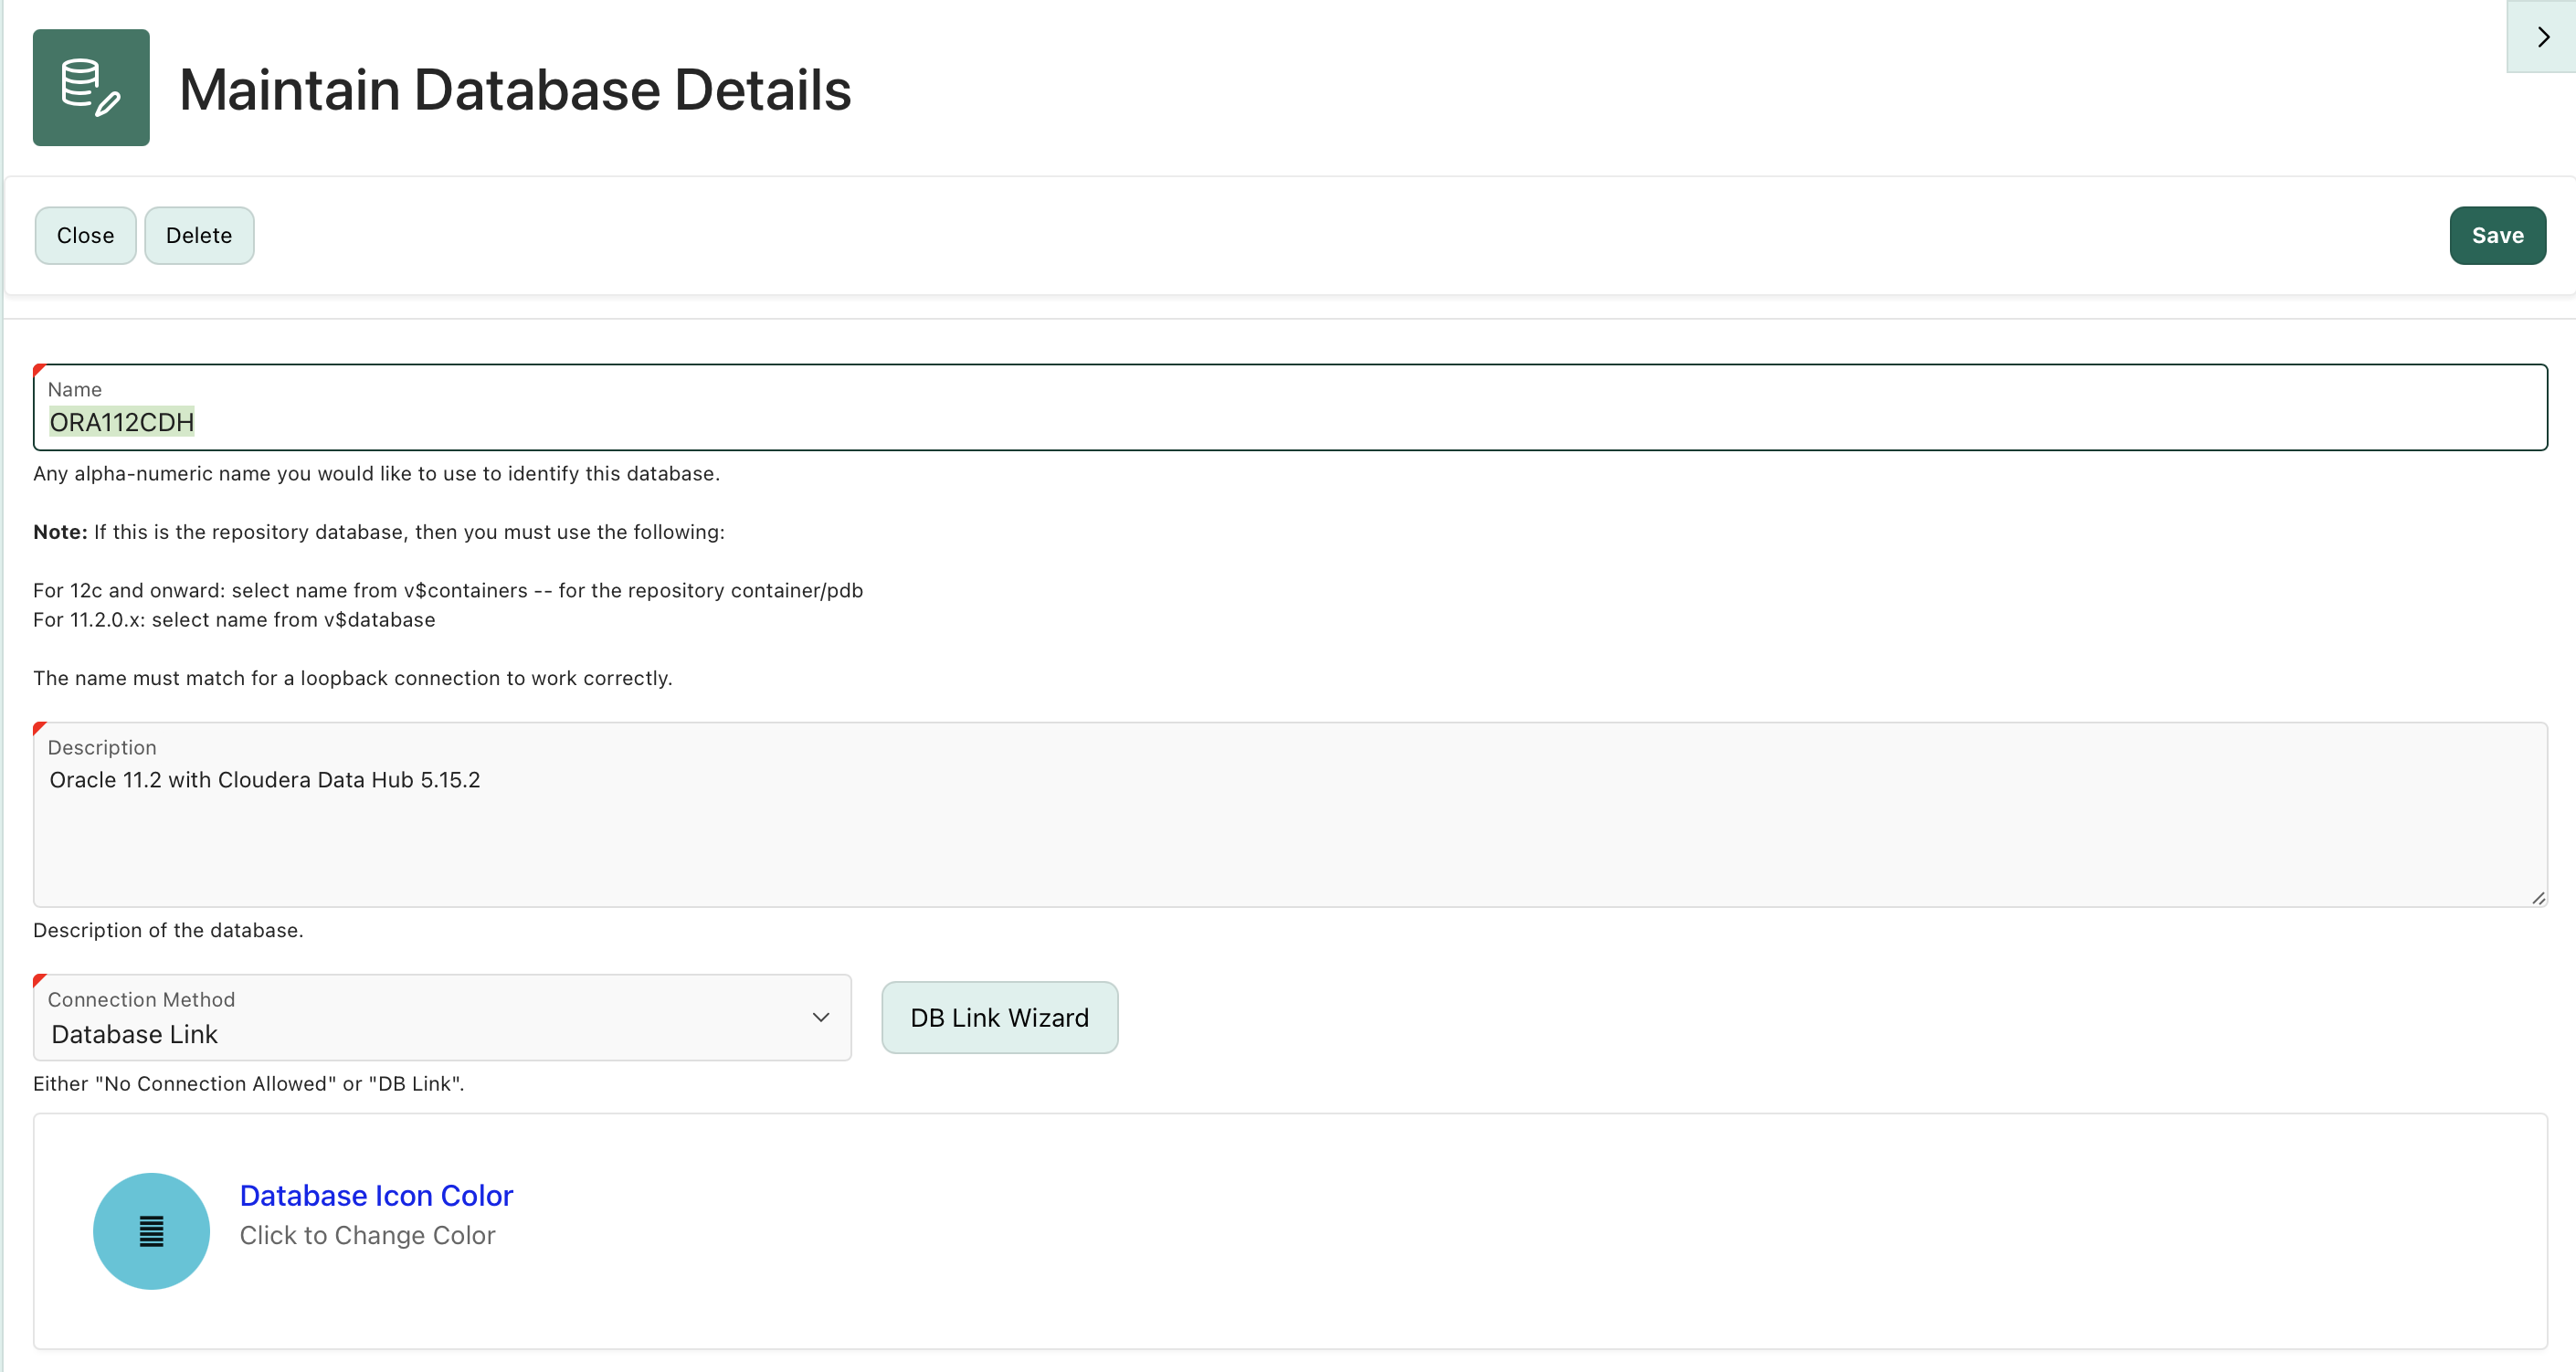 Maintain Database Details
Close
Delete
Save
Name
ORA112CDH
Any alpha-numeric name you would like to use to identify this database.
Note: If this is the repository database, then you must use the following:
For 12c and onward: select name from v$containers -- for the repository container/pdb
For 11.2.0.x: select name from v$database
The name must match for a loopback connection to work correctly.
Description
Oracle 11.2 with Cloudera Data Hub 5.15.2
Description of the database.
Connection Method
Database Link
DB Link Wizard
Either "No Connection Allowed" or "DB Link".
Database Icon Color
Click to Change Color